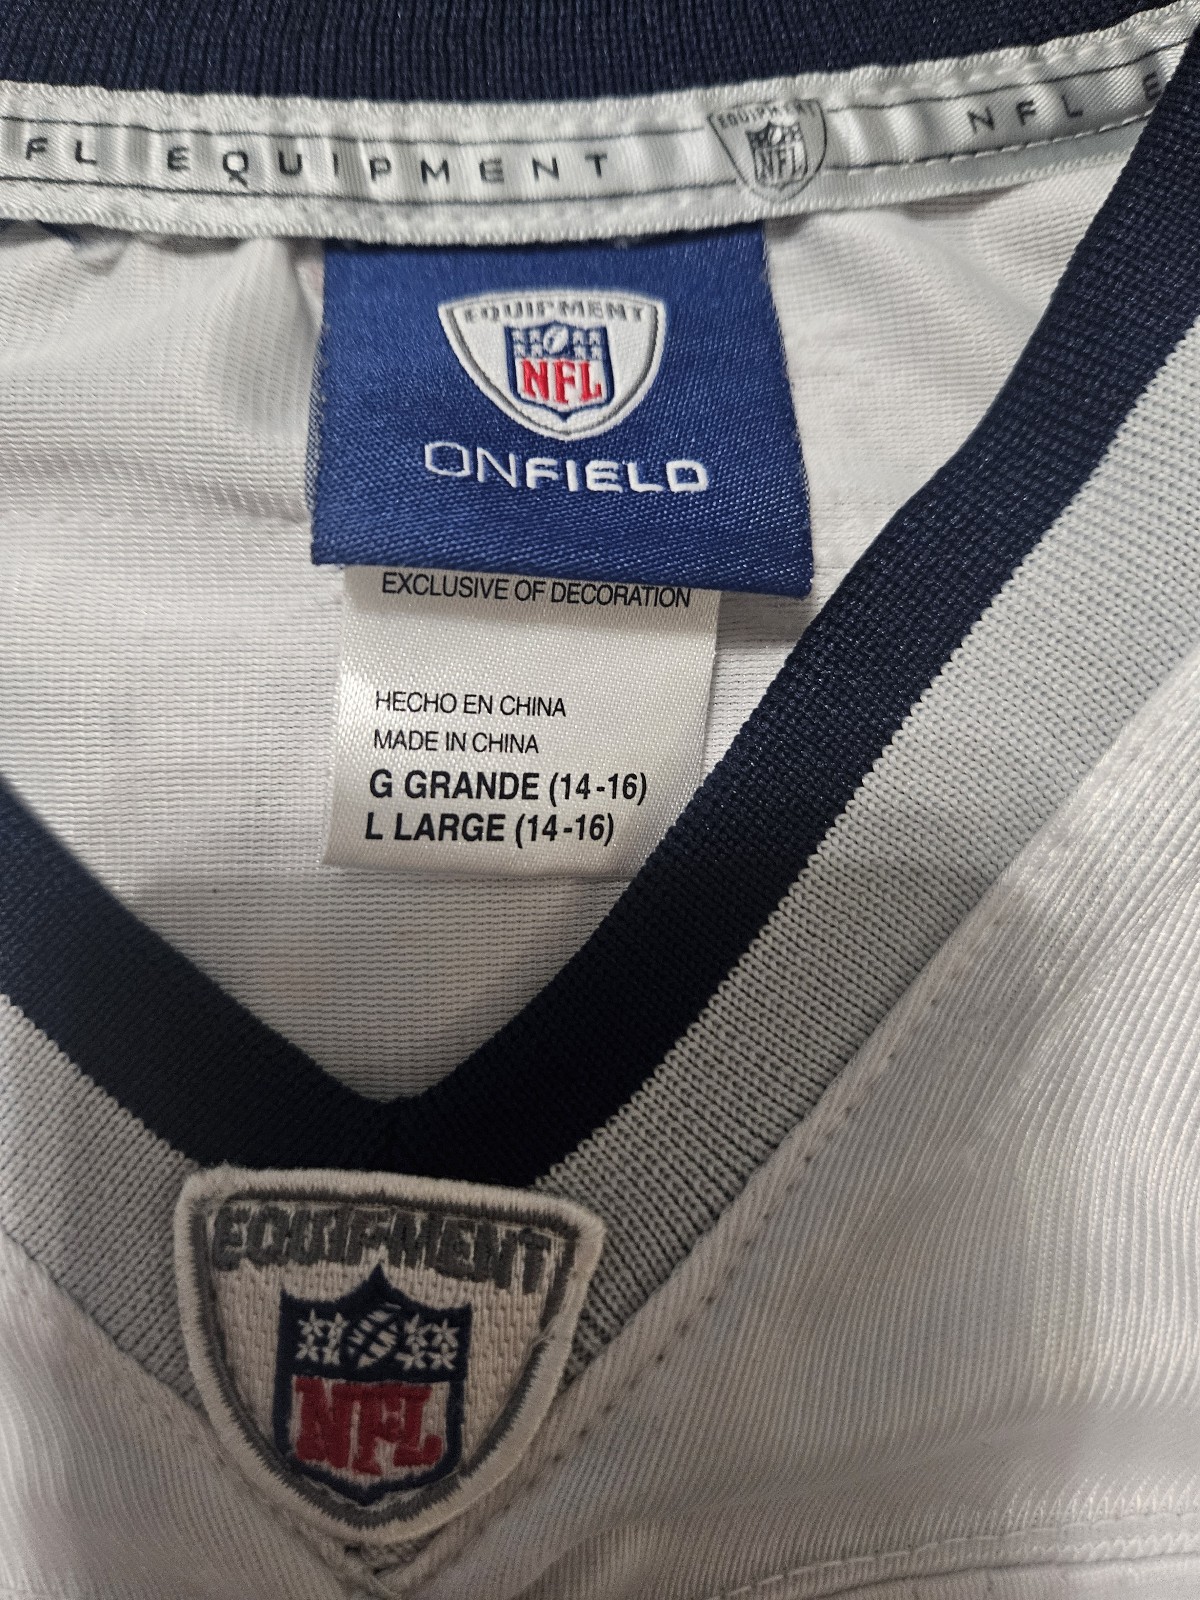 FL EQUIPMENT
EQUIPMENT
NFL
NFL E
EQUIPMENT
NFL
ONFIELD
EXCLUSIVE OF DECORATION
HECHO EN CHINA
MADE IN CHINA
G GRANDE (14-16)
L LARGE (14-16)
EQUIPMENT
NFL